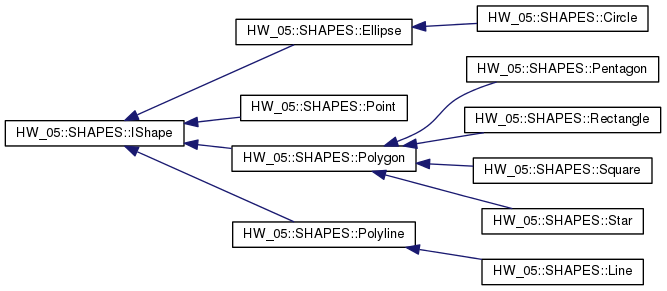 HW_05::SHAPES::IShape
HW_05::SHAPES::Ellipse
HW_05::SHAPES::Point
HW_05::SHAPES::Polygon
HW_05::SHAPES::Polyline
HW_05::SHAPES::Circle
HW_05::SHAPES::Pentagon
HW_05::SHAPES::Rectangle
HW_05::SHAPES::Square
HW_05::SHAPES::Star
HW_05::SHAPES::Line